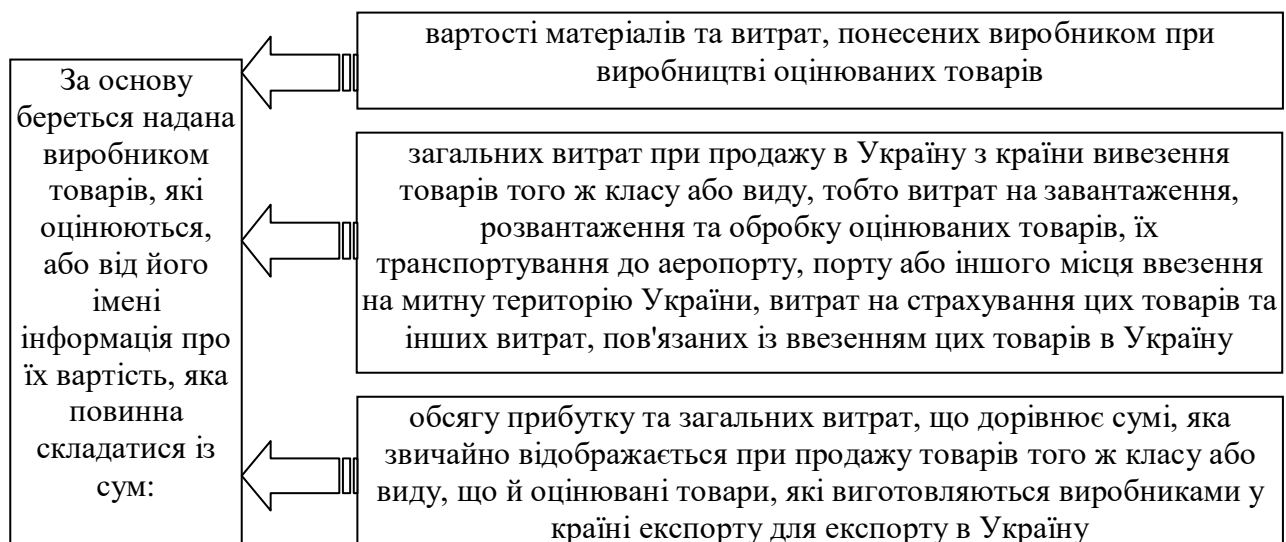 За основу
береться надана
виробником
товарів, які
оцінюються,
або від його
імені
інформація про
їх вартість, яка
повинна
складатися із
сум:
вартості матеріалів та витрат, понесених виробником при
виробництві оцінюваних товарів
загальних витрат при продажу в Україну з країни вивезення
товарів того ж класу або виду, тобто витрат на завантаження,
розвантаження та обробку оцінюваних товарів, їх
транспортування до аеропорту, порту або іншого місця ввезення
на митну територію України, витрат на страхування цих товарів та
інших витрат, пов'язаних із ввезенням цих товарів в Україну
обсягу прибутку та загальних витрат, що дорівнює сумі, яка
звичайно відображається при продажу товарів того ж класу або
виду, що й оцінювані товари, які виготовляються виробниками у
країні експорту для експорту в Україну